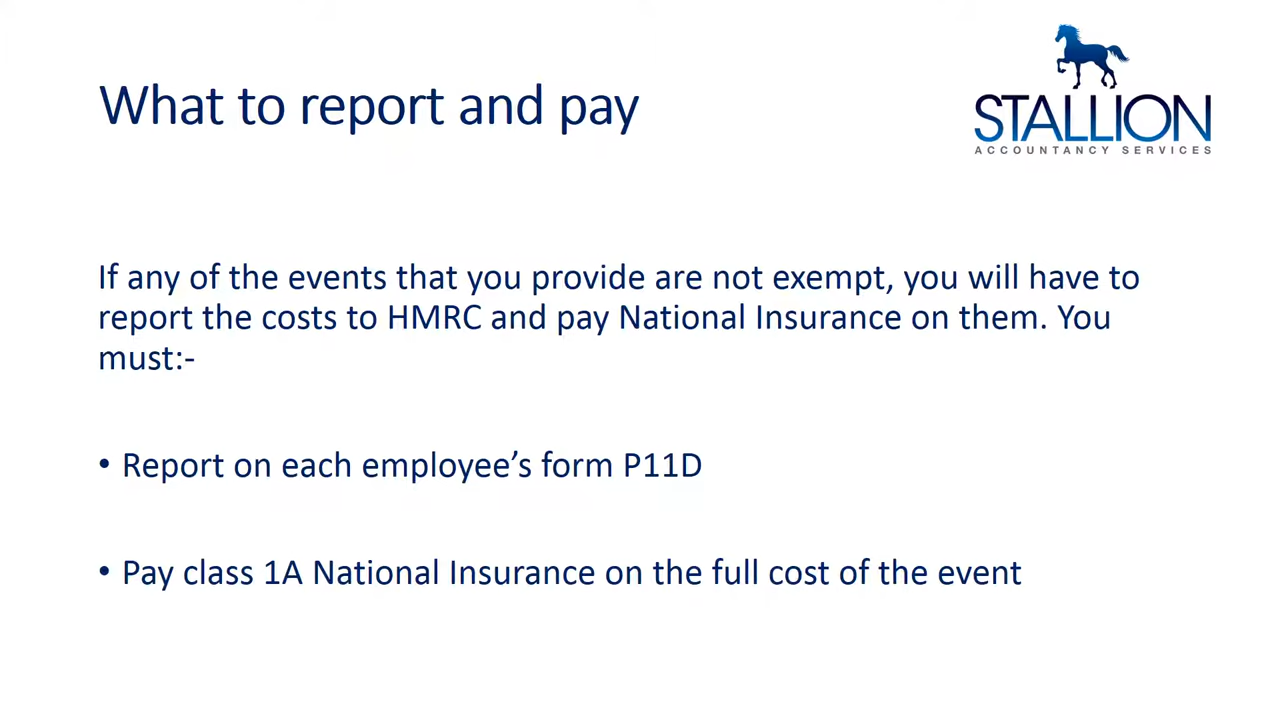 STALLION
ACCOUNTANCY SERVICES
What to report and pay
If any of the events that you provide are not exempt, you will have to
report the costs to HMRC and pay National Insurance on them. You
must:-
• Report on each employee’s form P11D
• Pay class 1A National Insurance on the full cost of the event